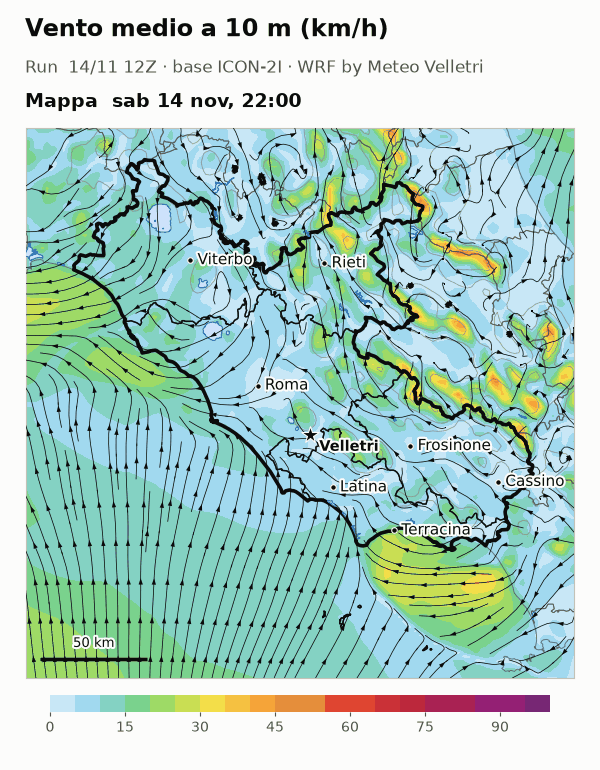 Vento medio a 10 m (km/h)
Run  14/11 12Z · base ICON-2I · WRF by Meteo Velletri
Mappa  sab 14 nov, 22:00
Viterbo
Rieti
Roma
Velletri
Frosinone
Latina
Cassino
Terracina
50 km
0 15 30 45 60 75 90